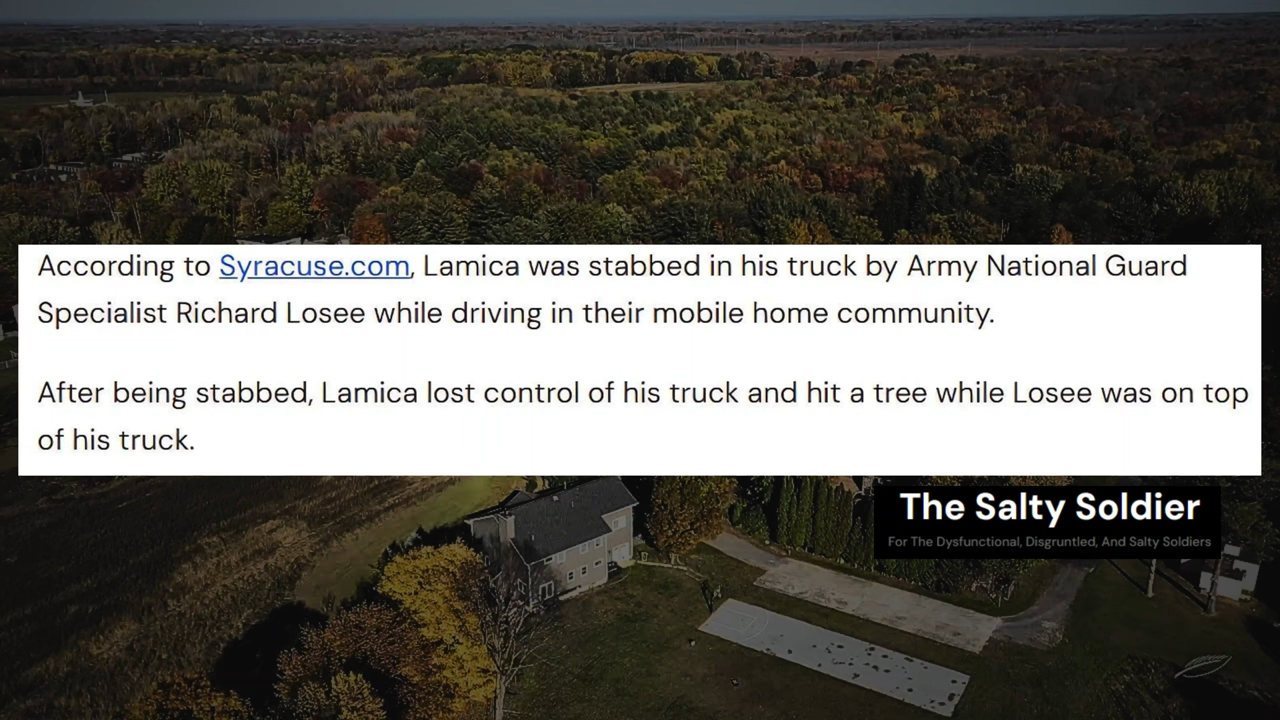 According to Syracuse.com, Lamica was stabbed in his truck by Army National Guard
Specialist Richard Losee while driving in their mobile home community.
After being stabbed, Lamica lost control of his truck and hit a tree while Losee was on top
of his truck.
The Salty Soldier
For The Dysfunctional, Disgruntled, And Salty Soldiers